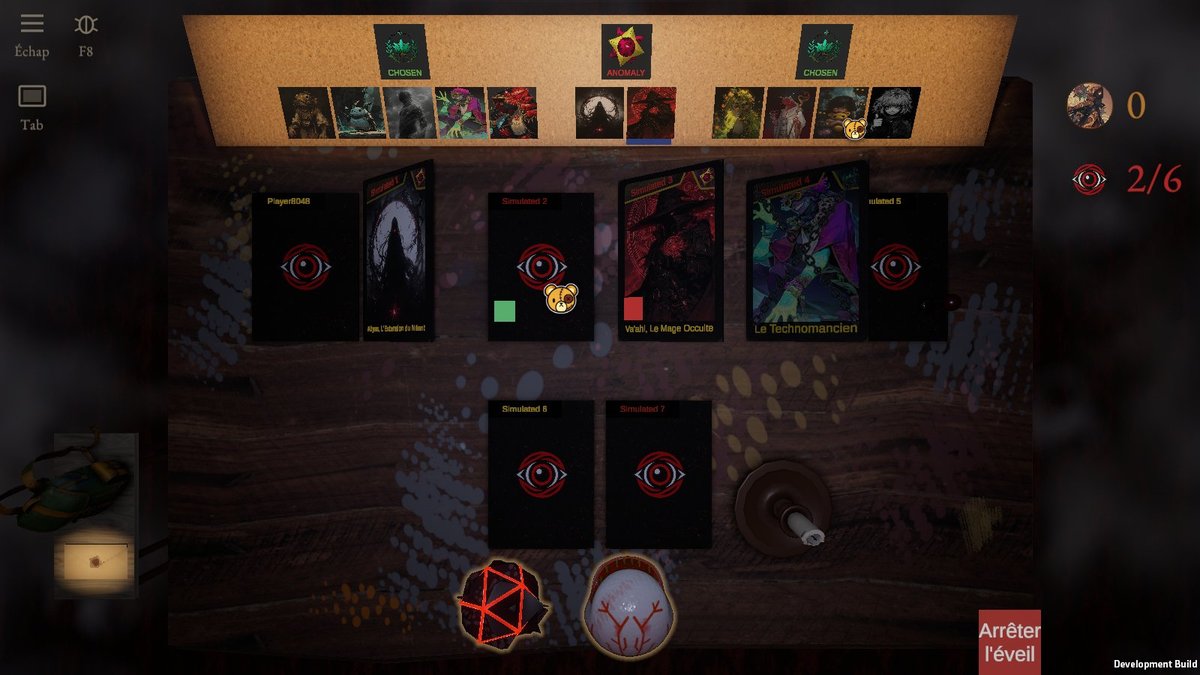 Échap
F8
Tab
CHOSEN
ANOMALY
CHOSEN
0
2/6
Player8048
Simulated 1
Simulated 2
Simulated 3
Simulated 4
ulated 5
Va'ahl, Le Mage Occulte
Le Technomancien
Simulated 6
Simulated 7
Arrêter
l'éveil
Development Build